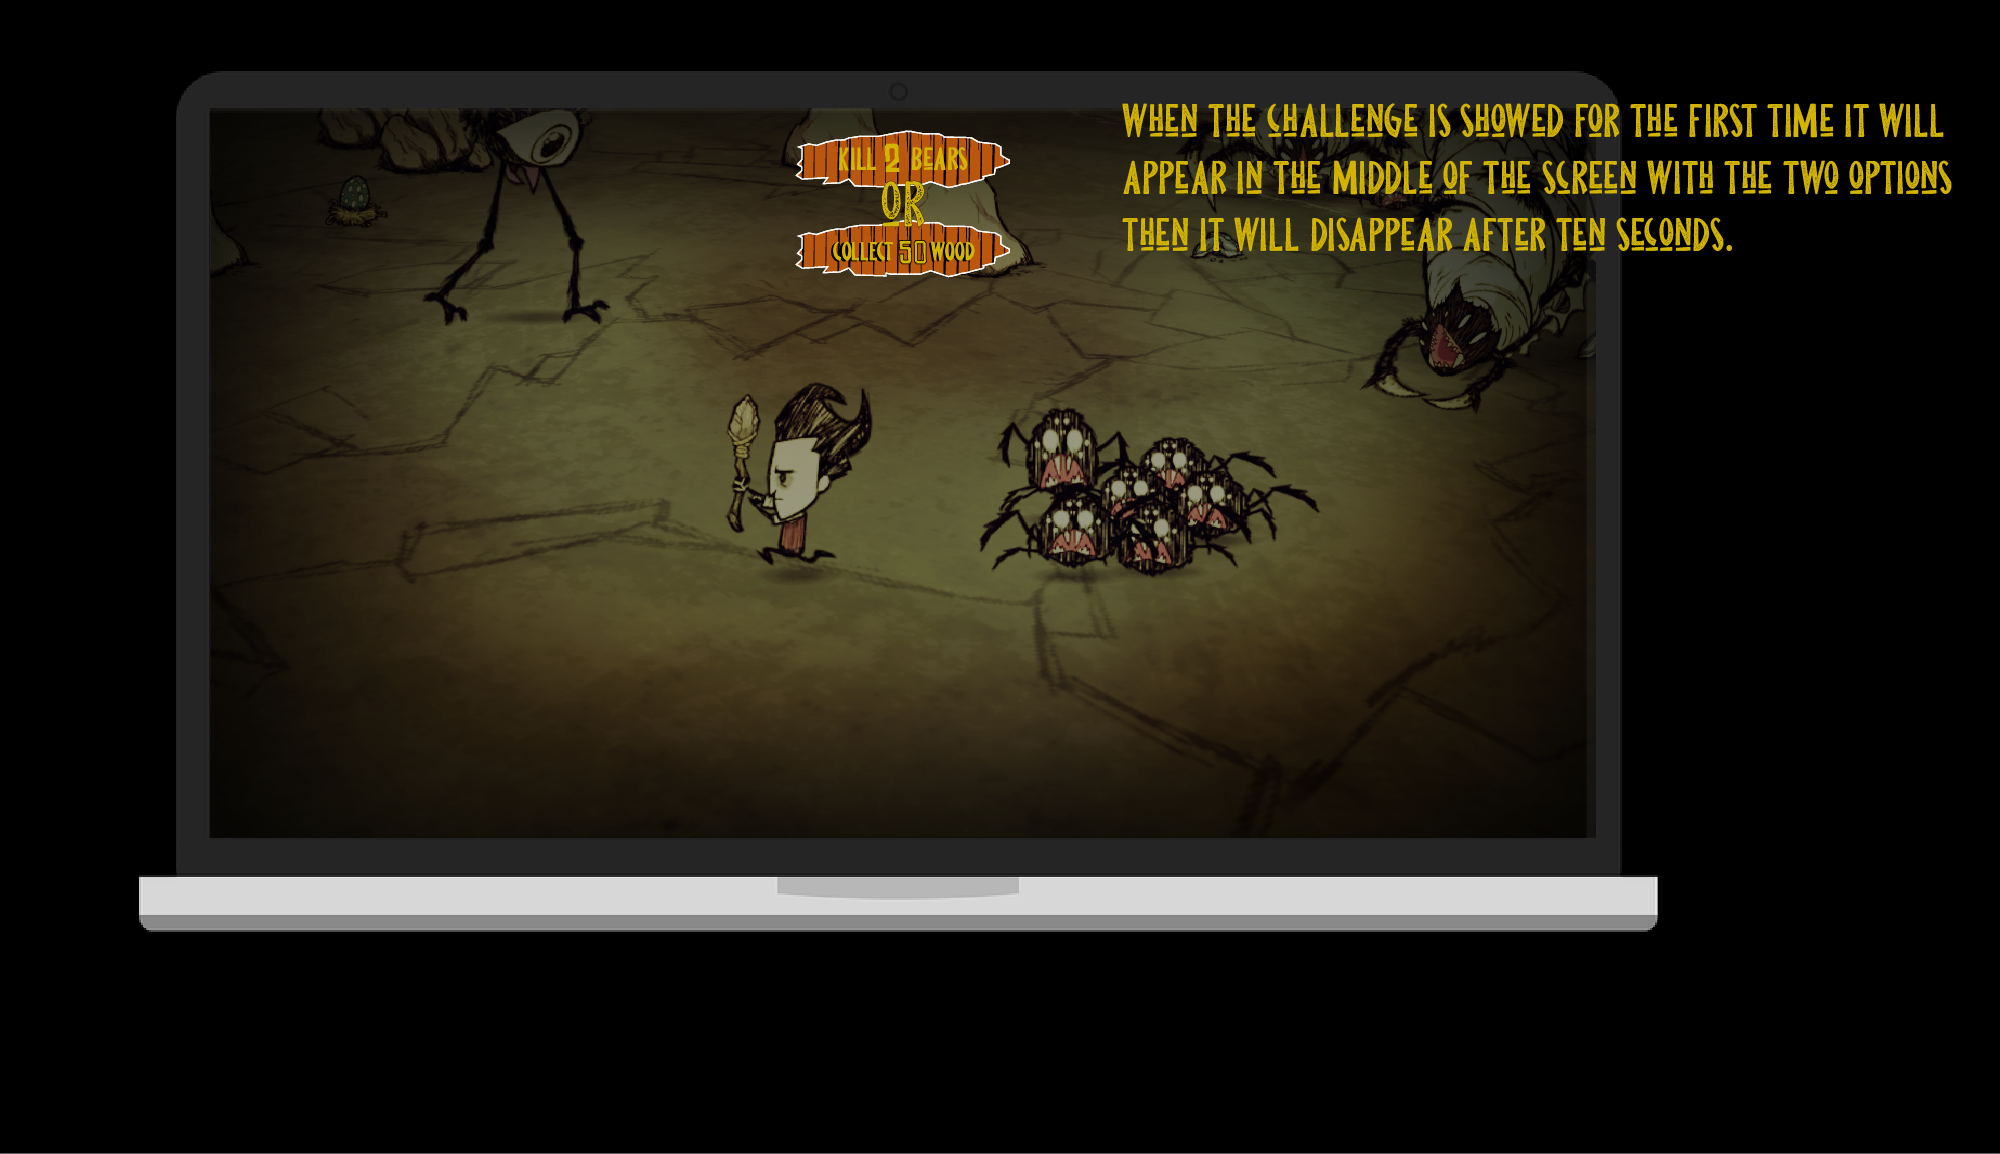 KILL 2 BEARS
OR
COLLECT 50 WOOD
WHEN THE CHALLENGE IS SHOWED FOR THE FIRST TIME IT WILL
APPEAR IN THE MIDDLE OF THE SCREEN WITH THE TWO OPTIONS
THEN IT WILL DISAPPEAR AFTER TEN SECONDS.